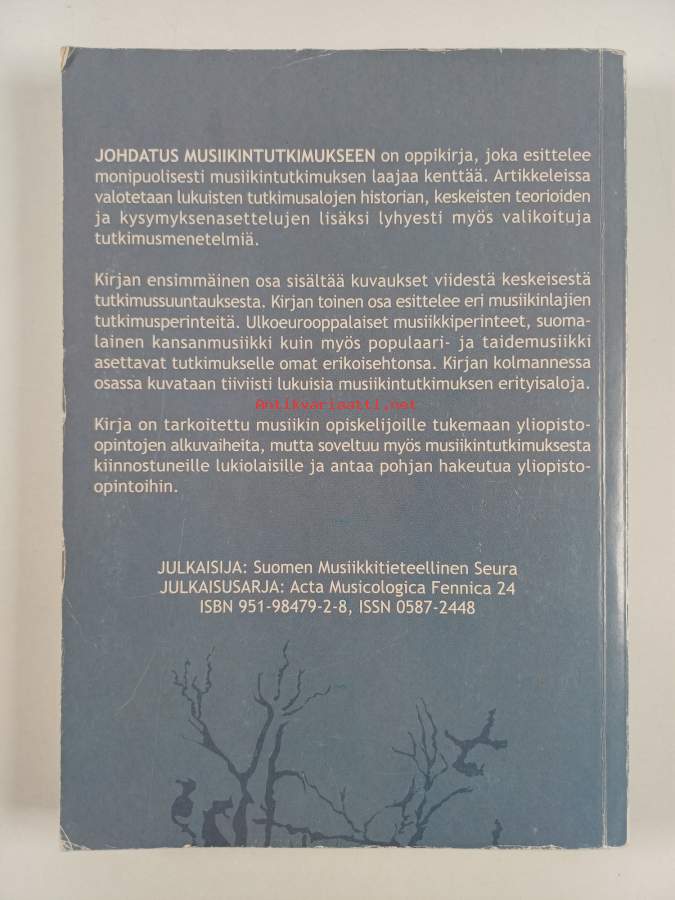 JOHDATUS MUSIIKINTUTKIMUKSEEN on oppikirja, joka esittelee
monipuolisesti musiikintutkimuksen laajaa kenttää. Artikkeleissa
valotetaan lukuisten tutkimusalojen historian, keskeisten teorioiden
ja kysymyksenasettelujen lisäksi lyhyesti myös valikoituja
tutkimusmenetelmiä.
Kirjan ensimmäinen osa sisältää kuvaukset viidestä keskeisestä
tutkimussuuntauksesta. Kirjan toinen osa esittelee eri musiikinlajien
tutkimusperinteitä. Ulkoeurooppalaiset musiikkiperinteet, suoma-
lainen kansanmusiikki kuin myös populaari- ja taidemusiikki
asettavat tutkimukselle omat erikoisehtonsa. Kirjan kolmannessa
osassa kuvataan tiiviisti lukuisia musiikintutkimuksen erityisaloja.
Antikvariaatti.net
Kirja on tarkoitettu musiikin opiskelijoille tukemaan yliopisto-
opintojen alkuvaiheita, mutta soveltuu myös musiikintutkimuksesta
kiinnostuneille lukiolaisille ja antaa pohjan hakeutua yliopisto-
opintoihin.
JULKAISIJA: Suomen Musiikkitieteellinen Seura
JULKAISUSARJA: Acta Musicologica Fennica 24
ISBN 951-98479-2-8, ISSN 0587-2448